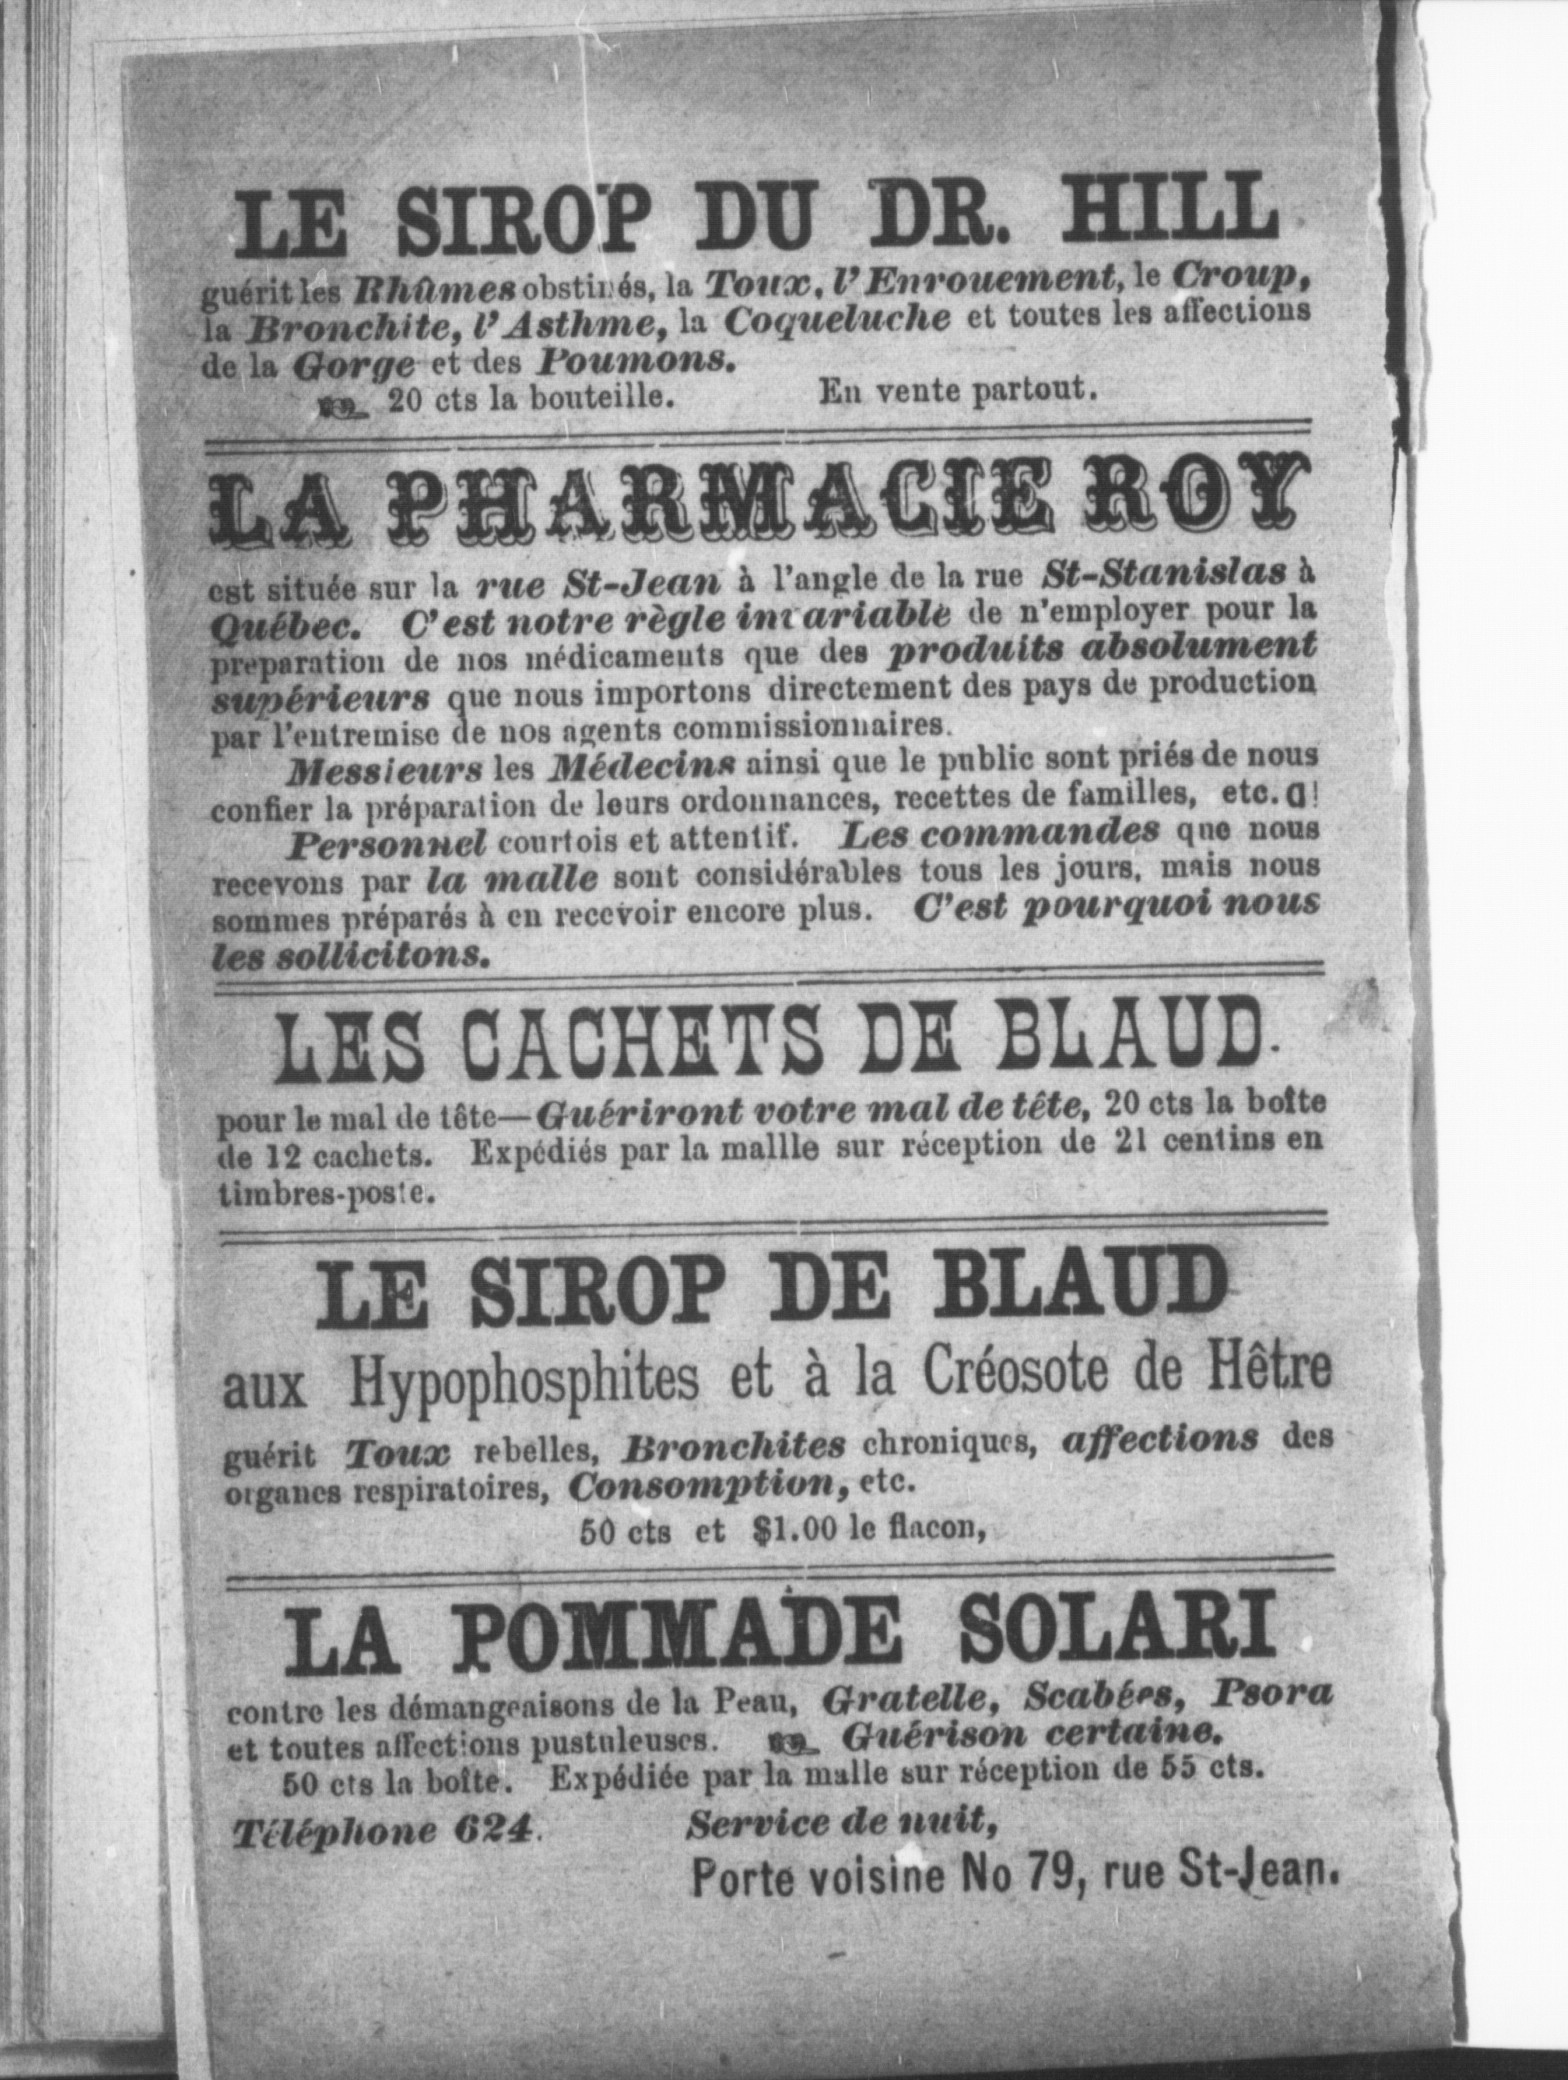 LE SIROP DU DR. HILL
guérit les Rhûmes obstinés, la Toux, l'Enrouement, le Croup,
la Bronchite, l'Asthme, la Coqueluche et toutes les affections
de la Gorge et des Poumons.
20 cts la bouteille. En vente partout.
LA PHARMACIE ROY
est située sur la rue St-Jean à l'angle de la rue St-Stanislas à
Québec. C'est notre règle invariable de n'employer pour la
preparation de nos médicaments que des produits absolument
supérieurs que nous importons directement des pays de production
par l'entremise de nos agents commissionnaires.
Messieurs les Médecins ainsi que le public sont priés de nous
confier la préparation de leurs ordonnances, recettes de familles, etc.
Personnel courtois et attentif. Les commandes que nous
recevons par la malle sont considérables tous les jours, mais nous
sommes préparés à en recevoir encore plus. C'est pourquoi nous
les sollicitons.
LES CACHETS DE BLAUD.
pour le mal de tête—Guériront votre mal de tête, 20 cts la boîte
de 12 cachets. Expédiés par la mallle sur réception de 21 centins en
timbres-poste.
LE SIROP DE BLAUD
aux Hypophosphites et à la Créosote de Hêtre
guérit Toux rebelles, Bronchites chroniques, affections des
organes respiratoires, Consomption, etc.
50 cts et $1.00 le flacon,
LA POMMADE SOLARI
contre les démangeaisons de la Peau, Gratelle, Scabées, Psora
et toutes affections pustuleuses. Guérison certaine.
50 cts la boîte. Expédiée par la malle sur réception de 55 cts.
Téléphone 624. Service de nuit,
Porte voisine No 79, rue St-Jean.